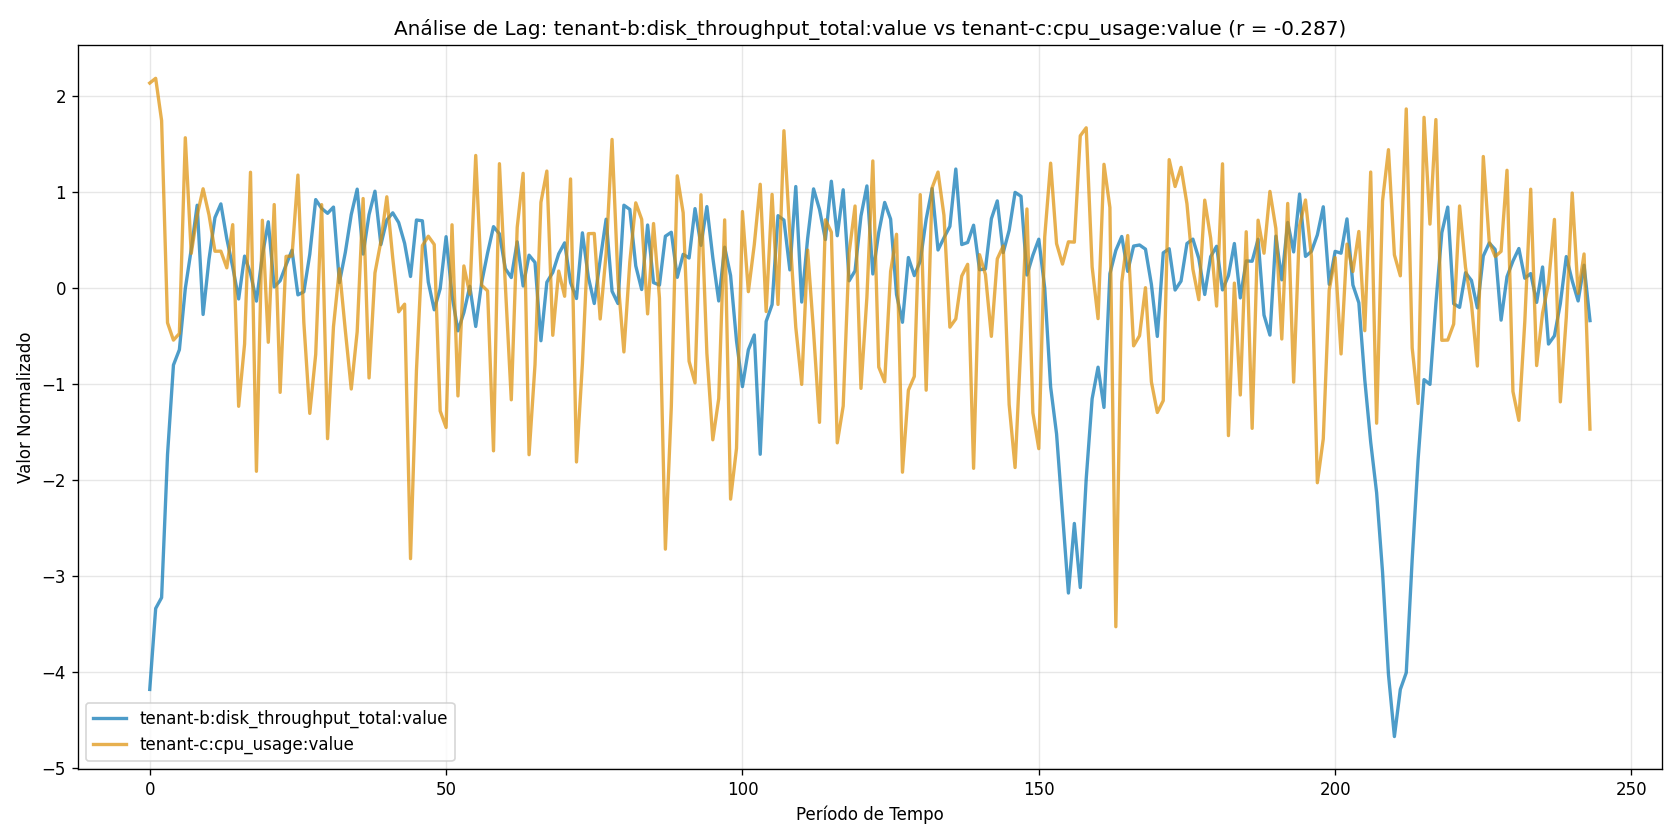 Análise de Lag: tenant-b:disk_throughput_total:value vs tenant-c:cpu_usage:value (r = -0.287)
Valor Normalizado
2
1
0
−1
−2
−3
−4
−5
tenant-b:disk_throughput_total:value
tenant-c:cpu_usage:value
0 50 100 150 200 250
Período de Tempo